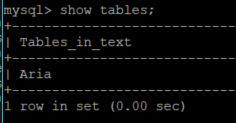 mysql> show tables;
+--------------------
| Tables_in_text
+--------------------
| Aria
+--------------------
1 row in set (0.00 sec)